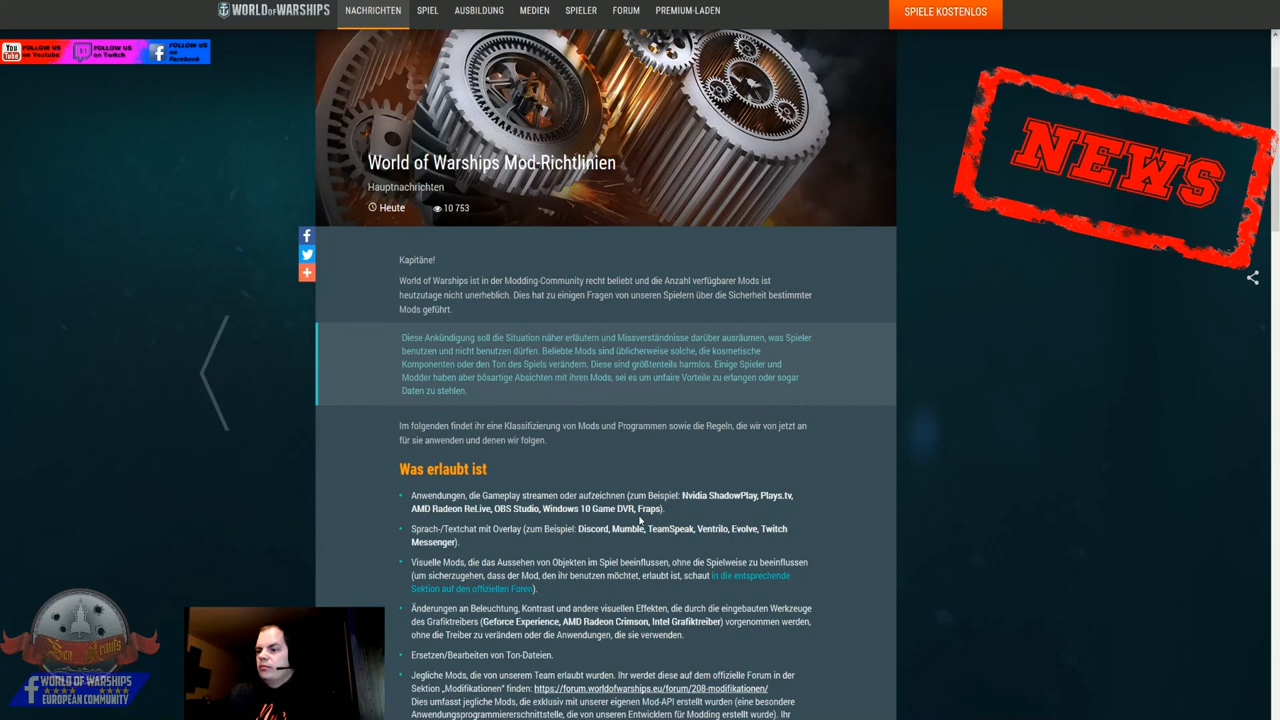 WORLD OF WARSHIPS
NACHRICHTEN
SPIEL
AUSBILDUNG
MEDIEN
SPIELER
FORUM
PREMIUM-LADEN
SPIELE KOSTENLOS
You Tube
FOLLOW US on Youtube
FOLLOW US on Twitch
FOLLOW US on Facebook
NEWS
World of Warships Mod-Richtlinien
Hauptnachrichten
Heute
10 753
Kapitäne!
World of Warships ist in der Modding-Community recht beliebt und die Anzahl verfügbarer Mods ist
heutzutage nicht unerheblich. Dies hat zu einigen Fragen von unseren Spielern über die Sicherheit bestimmter
Mods geführt.
Diese Ankündigung soll die Situation näher erläutern und Missverständnisse darüber ausräumen, was Spieler
benutzen und nicht benutzen dürfen. Beliebte Mods sind üblicherweise solche, die kosmetische
Komponenten oder den Ton des Spiels verändern. Diese sind größtenteils harmlos. Einige Spieler und
Modder haben aber bösartige Absichten mit ihren Mods, sei es um unfaire Vorteile zu erlangen oder sogar
Daten zu stehlen.
Im folgenden findet ihr eine Klassifizierung von Mods und Programmen sowie die Regeln, die wir von jetzt an
für sie anwenden und denen wir folgen.
Was erlaubt ist
Anwendungen, die Gameplay streamen oder aufzeichnen (zum Beispiel: Nvidia ShadowPlay, Plays.tv,
AMD Radeon ReLive, OBS Studio, Windows 10 Game DVR, Fraps).
Sprach-/Textchat mit Overlay (zum Beispiel: Discord, Mumble, TeamSpeak, Ventrilo, Evolve, Twitch
Messenger).
Visuelle Mods, die das Aussehen von Objekten im Spiel beeinflussen, ohne die Spielweise zu beeinflussen
(um sicherzugehen, dass der Mod, den ihr benutzen möchtet, erlaubt ist, schaut in die entsprechende
Sektion auf den offiziellen Foren).
Änderungen an Beleuchtung, Kontrast und andere visuellen Effekten, die durch die eingebauten Werkzeuge
des Grafiktreibers (Geforce Experience, AMD Radeon Crimson, Intel Grafiktreiber) vorgenommen werden,
ohne die Treiber zu verändern oder die Anwendungen, die sie verwenden.
Ersetzen/Bearbeiten von Ton-Dateien.
Jegliche Mods, die von unserem Team erlaubt wurden. Ihr werdet diese auf dem offizielle Forum in der
Sektion „Modifikationen" finden: https://forum.worldofwarships.eu/forum/208-modifikationen/
Dies umfasst jegliche Mods, die exklusiv mit unserer eigenen Mod-API erstellt wurden (eine besondere
Anwendungsprogrammierschnittstelle, die von unseren Entwicklern für Modding erstellt wurde). Ihr
WORLD OF WARSHIPS
EUROPEAN COMMUNITY